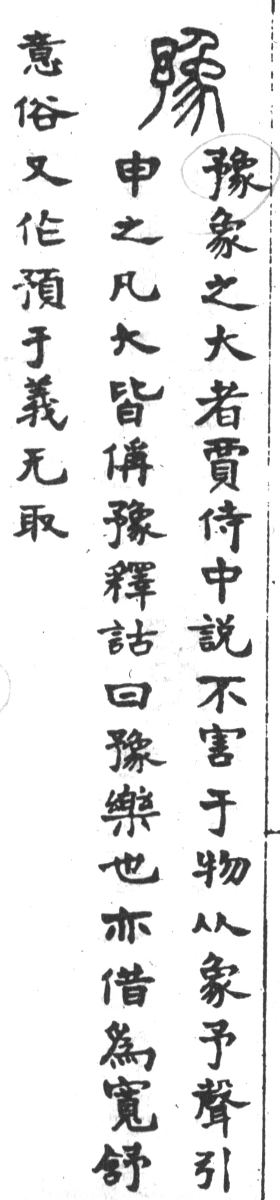 豫
豫象之大者賈侍中説不害于物从象予聲引
申之凡大皆偁豫釋詁曰豫樂也亦借為寬舒
意俗又作預于義无取